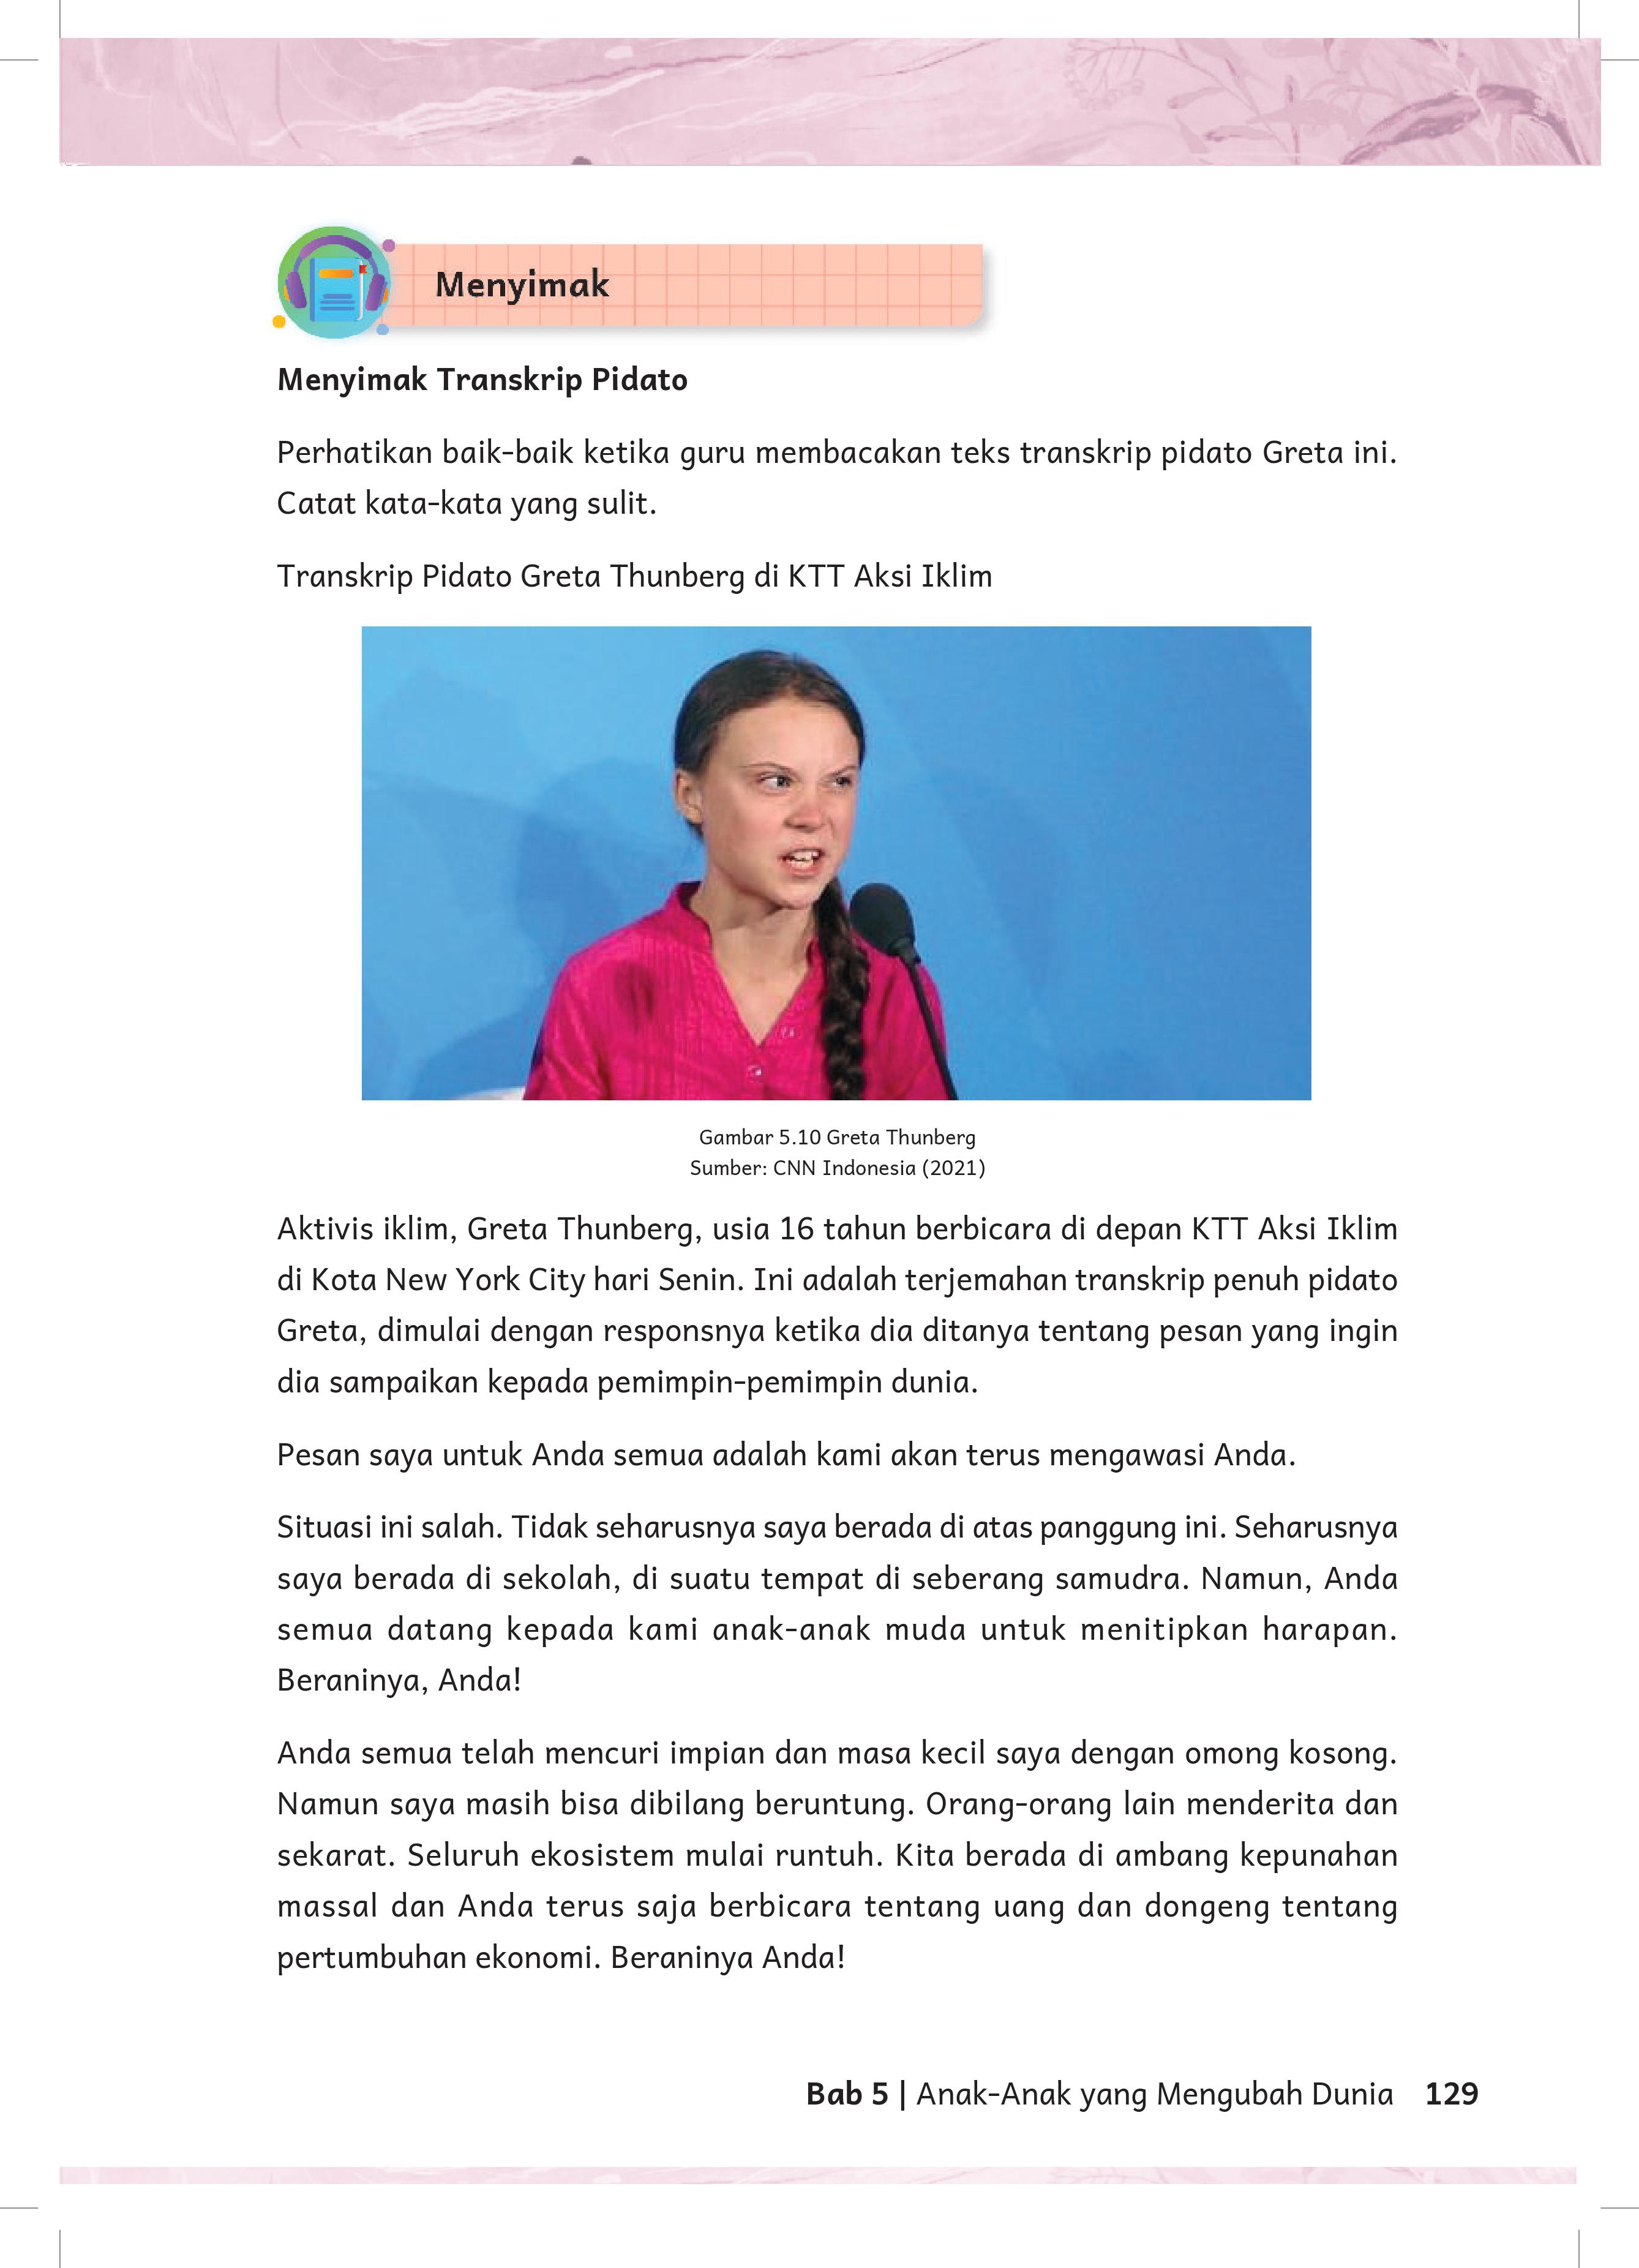 Menyimak
Menyimak Transkrip Pidato
Perhatikan baik-baik ketika guru membacakan teks transkrip pidato Greta ini.
Catat kata-kata yang sulit.
Transkrip Pidato Greta Thunberg di KTT Aksi Iklim
Gambar 5.10 Greta Thunberg
Sumber: CNN Indonesia (2021)
Aktivis iklim, Greta Thunberg, usia 16 tahun berbicara di depan KTT Aksi Iklim
di Kota New York City hari Senin. Ini adalah terjemahan transkrip penuh pidato
Greta, dimulai dengan responsnya ketika dia ditanya tentang pesan yang ingin
dia sampaikan kepada pemimpin-pemimpin dunia.
Pesan saya untuk Anda semua adalah kami akan terus mengawasi Anda.
Situasi ini salah. Tidak seharusnya saya berada di atas panggung ini. Seharusnya
saya berada di sekolah, di suatu tempat di seberang samudra. Namun, Anda
semua datang kepada kami anak-anak muda untuk menitipkan harapan.
Beraninya, Anda!
Anda semua telah mencuri impian dan masa kecil saya dengan omong kosong.
Namun saya masih bisa dibilang beruntung. Orang-orang lain menderita dan
sekarat. Seluruh ekosistem mulai runtuh. Kita berada di ambang kepunahan
massal dan Anda terus saja berbicara tentang uang dan dongeng tentang
pertumbuhan ekonomi. Beraninya Anda!
Bab 5 | Anak-Anak yang Mengubah Dunia 129